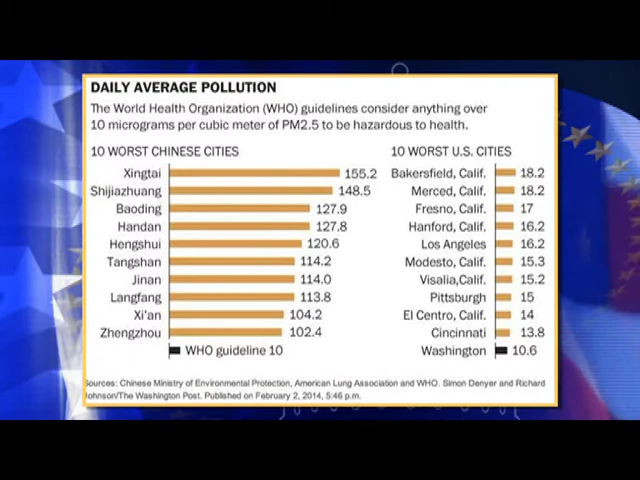 DAILY AVERAGE POLLUTION
The World Health Organization (WHO) guidelines consider anything over
10 micrograms per cubic meter of PM2.5 to be hazardous to health.
10 WORST CHINESE CITIES
Xingtai 155.2
Shijiazhuang 148.5
Baoding 127.9
Handan 127.8
Hengshui 120.6
Tangshan 114.2
Jinan 114.0
Langfang 113.8
Xi'an 104.2
Zhengzhou 102.4
WHO guideline 10
10 WORST U.S. CITIES
Bakersfield, Calif. 18.2
Merced, Calif. 18.2
Fresno, Calif. 17
Hanford, Calif. 16.2
Los Angeles 16.2
Modesto, Calif. 15.3
Visalia,Calif. 15.2
Pittsburgh 15
El Centro, Calif. 14
Cincinnati 13.8
Washington 10.6
Sources: Chinese Ministry of Environmental Protection, American Lung Association and WHO. Simon Denyer and Richard
Johnson/The Washington Post. Published on February 2, 2014, 5:46 p.m.